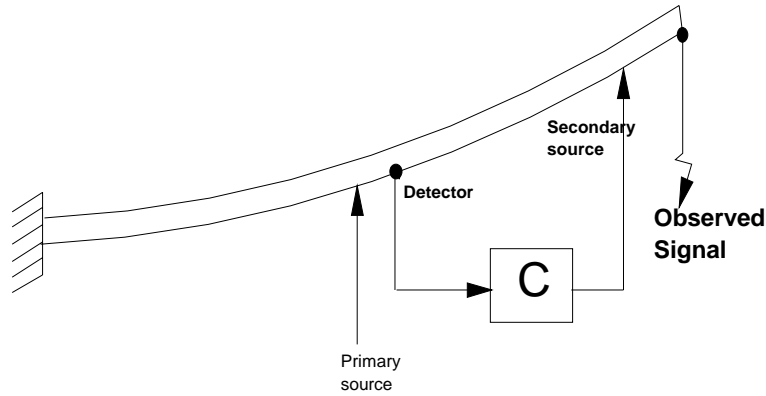 Secondary
source
Detector
Observed
Signal
C
Primary
source